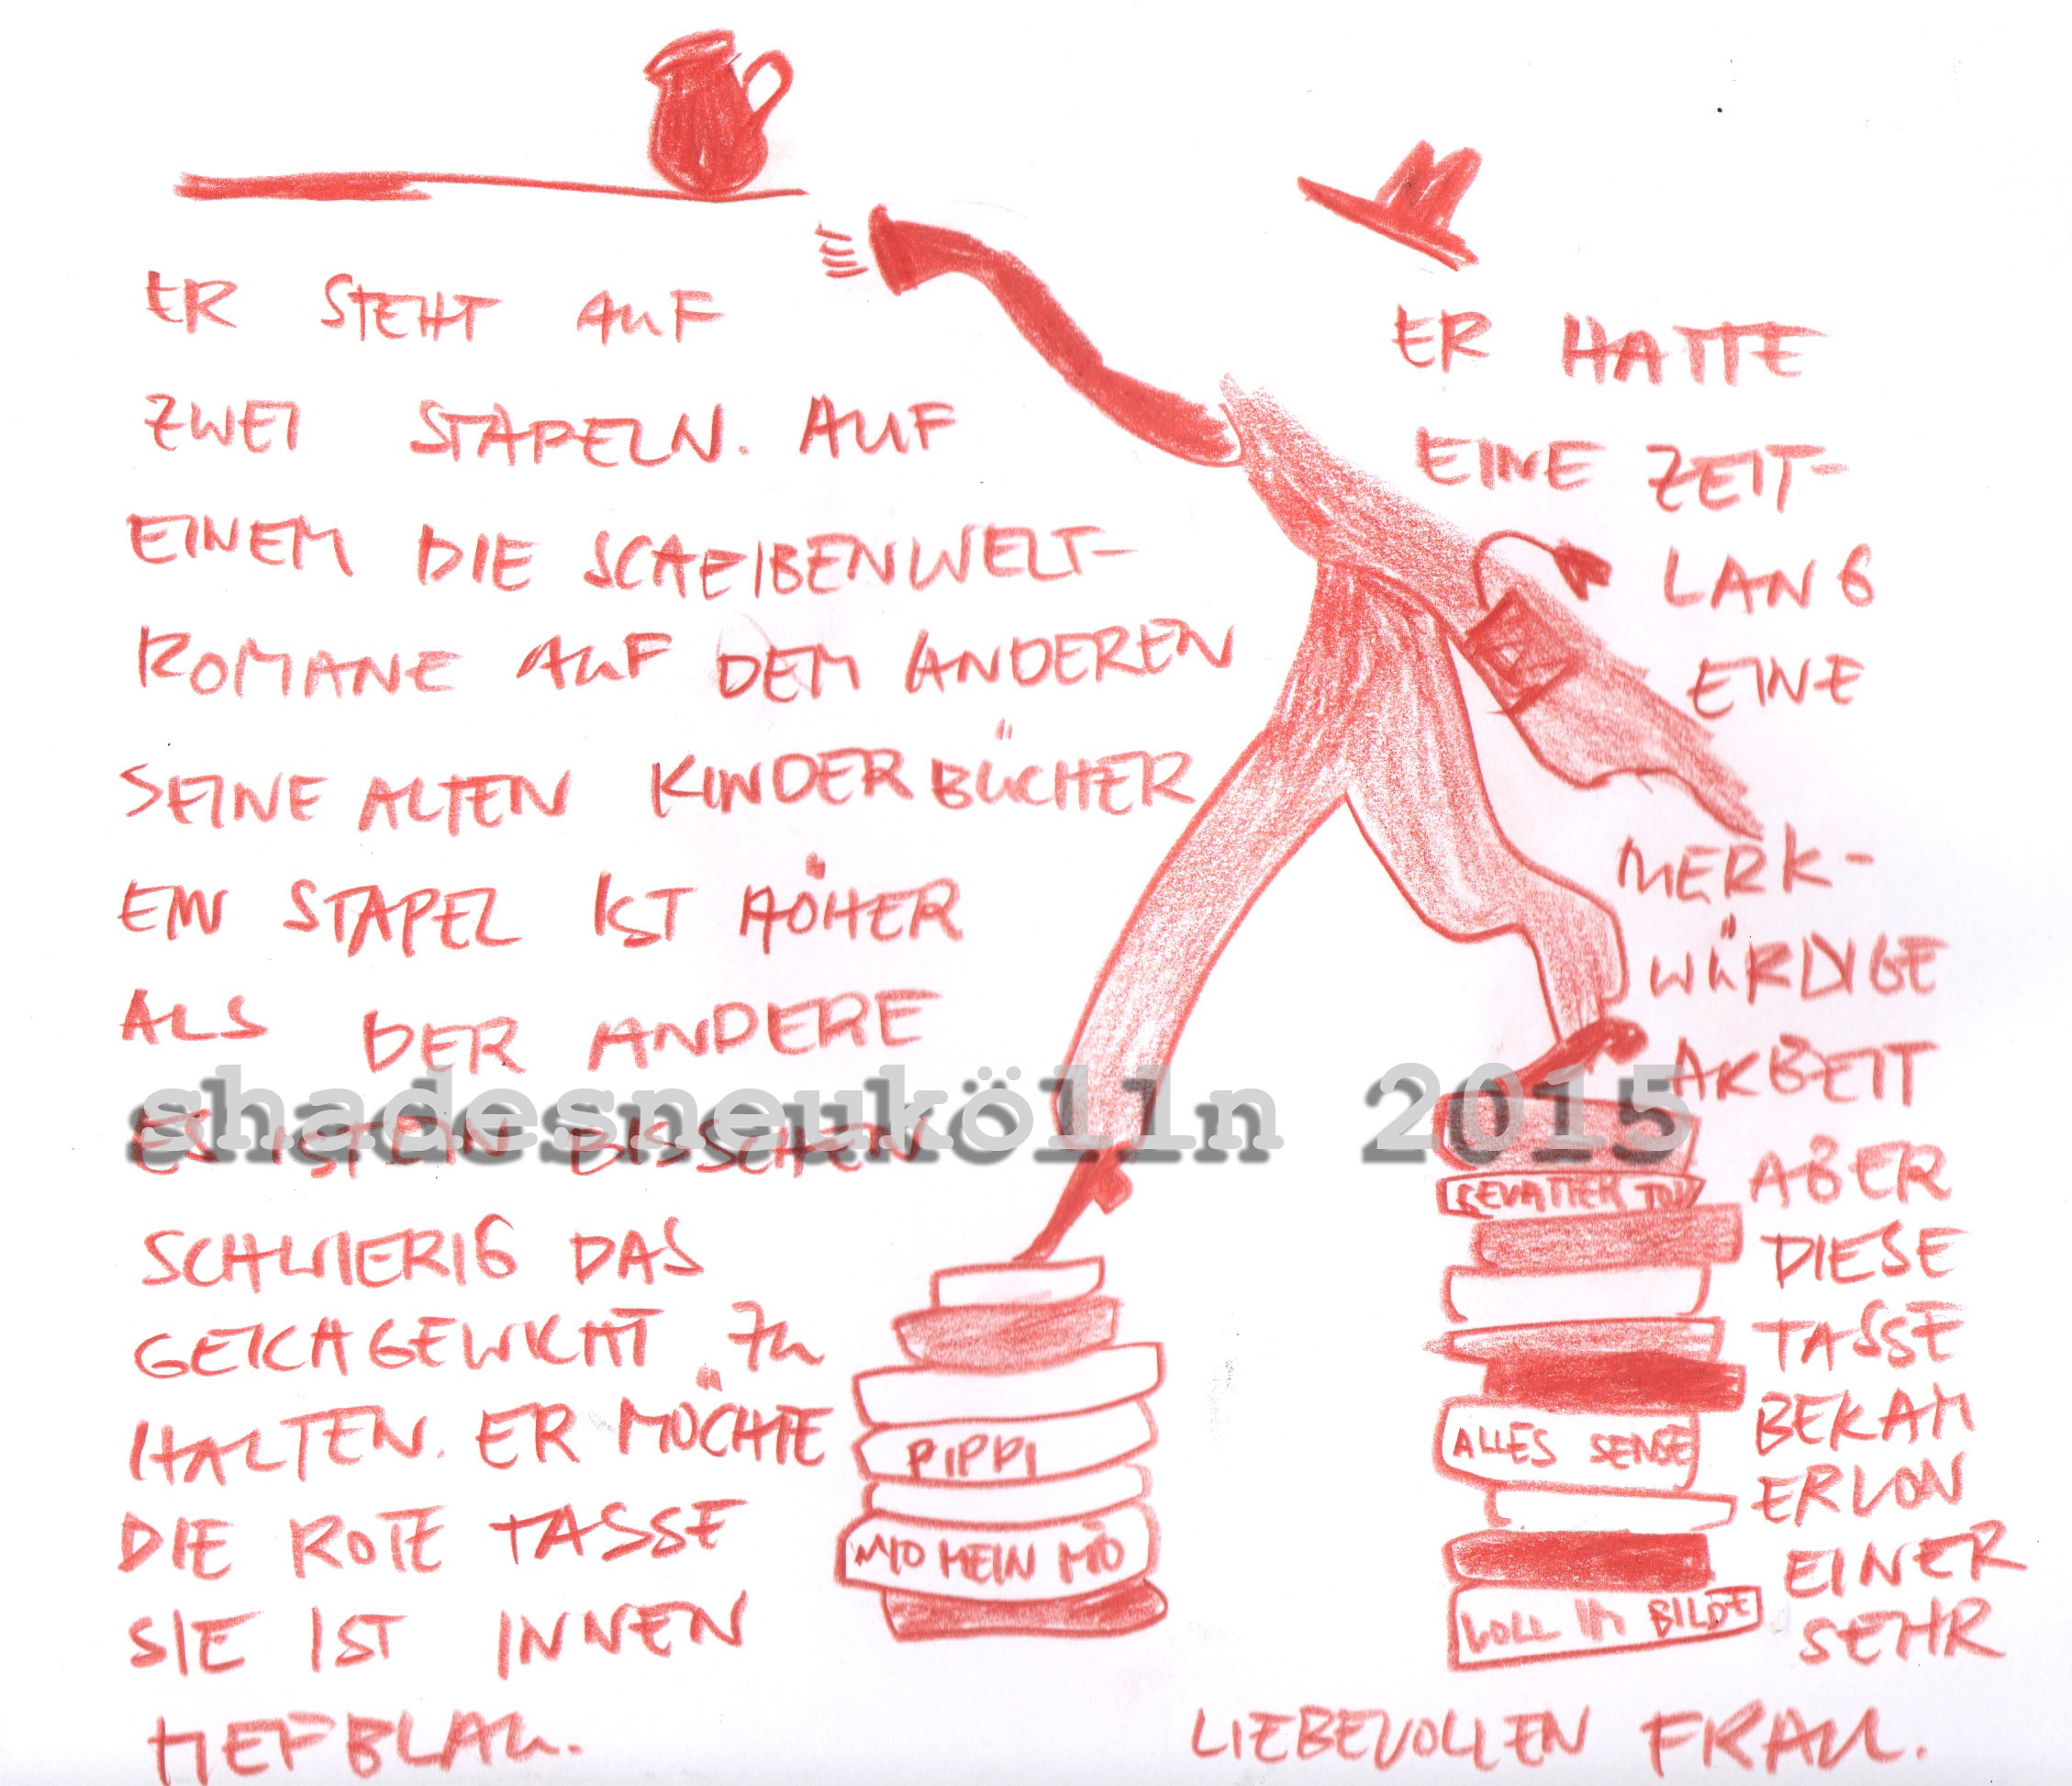 ER STEHT AUF
ZWEI STAPELN. AUF
EINEM DIE SCHEIBENWELT-
ROMANE AUF DEM ANDEREN
SEINE ALTEN KINDERBÜCHER
EIN STAPEL IST HÖHER
ALS DER ANDERE
ES IST EIN BISSCHEN
SCHWIERIG DAS
GEICHGEWICHT ZU
HALTEN. ER MÖCHTE
DIE ROTE TASSE
SIE IST INNEN
TIEFBLAU.
ER HATTE
EINE ZEIT-
LANG
EINE
MERK-
WÜRDIGE
ARBEIT
ABER
DIESE
TASSE
BEKAM
ER VON
EINER
SEHR
LIEBEVOLLEN FRAU.
PIPPI
MIO MEIN MIO
GEVATTER TOD
ALLES SENSE
VOLL IM BILDE
shadesneukölln 2015